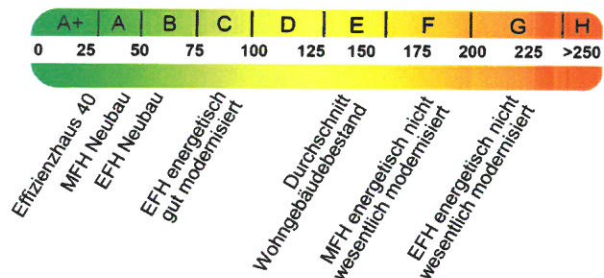 A+ A B C D E F G H
0 25 50 75 100 125 150 175 200 225 >250
Effizienzhaus 40
MFH Neubau
EFH Neubau
EFH energetisch
gut modernisiert
Durchschnitt
Wohngebäudebestand
MFH energetisch nicht
wesentlich modernisiert
EFH energetisch nicht
wesentlich modernisiert